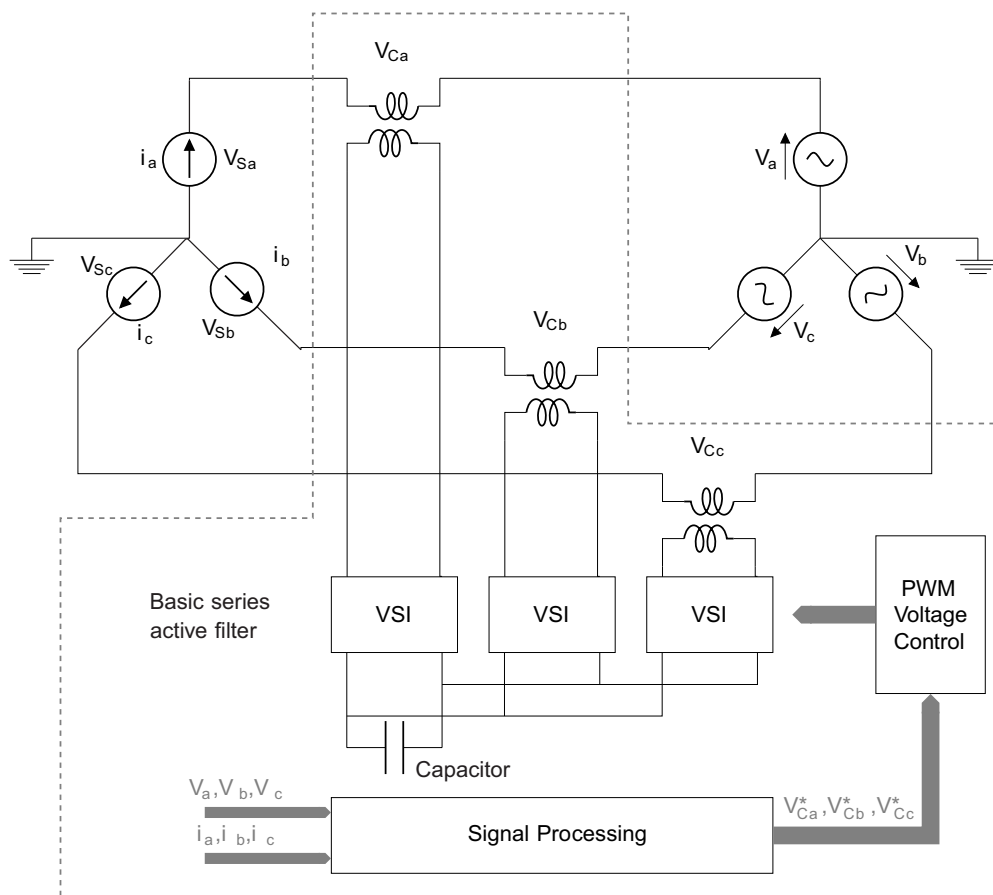 V_Ca
i_a
V_Sa
V_a
V_Sc
i_b
V_b
i_c
V_Sb
V_Cb
V_c
V_Cc
Basic series
active filter
VSI
VSI
VSI
PWM
Voltage
Control
Capacitor
V_a,V_b,V_c
i_a,i_b,i_c
Signal Processing
V*_Ca,V*_Cb,V*_Cc